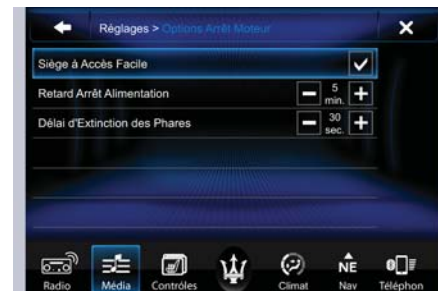 Réglages > Options Arrêt Moteur
Siège à Accès Facile
Retard Arrêt Alimentation 5 min.
Délai d'Extinction des Phares 30 sec.
Radio Média Contrôles Climat NE Nav Téléphon